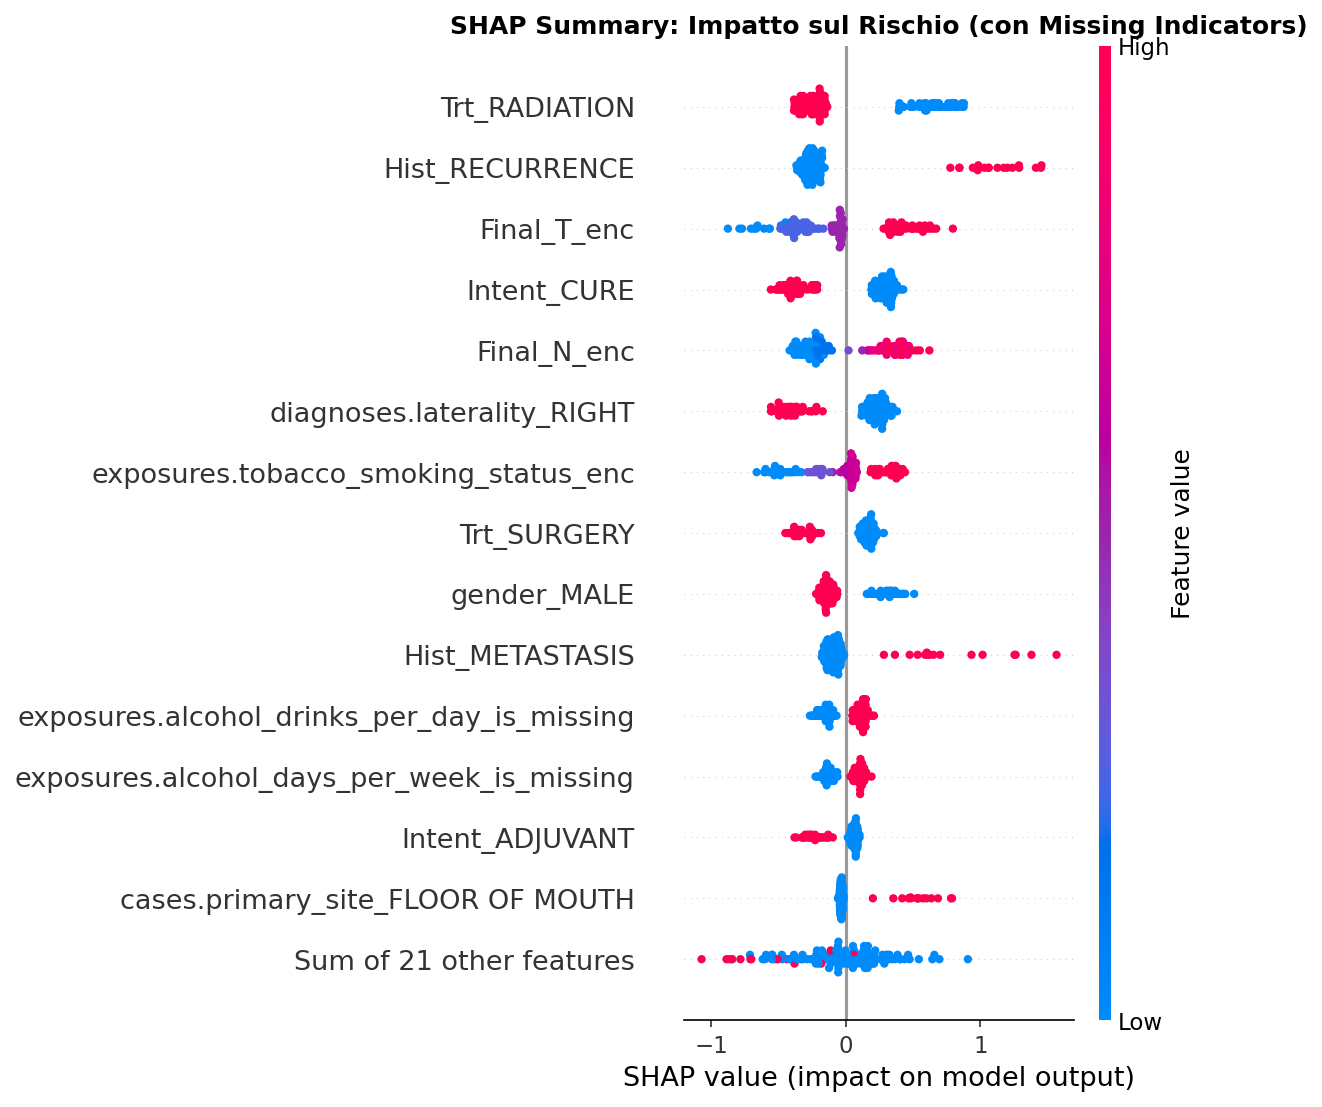 SHAP Summary: Impatto sul Rischio (con Missing Indicators)
High
Trt_RADIATION
Hist_RECURRENCE
Final_T_enc
Intent_CURE
Final_N_enc
diagnoses.laterality_RIGHT
exposures.tobacco_smoking_status_enc
Trt_SURGERY
gender_MALE
Hist_METASTASIS
exposures.alcohol_drinks_per_day_is_missing
exposures.alcohol_days_per_week_is_missing
Intent_ADJUVANT
cases.primary_site_FLOOR OF MOUTH
Sum of 21 other features
Feature value
Low
−1 0 1
SHAP value (impact on model output)